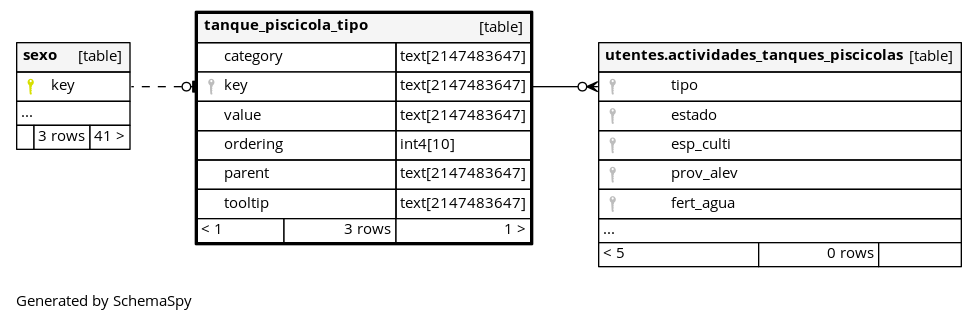 sexo [table]
key
...
3 rows 41 >
tanque_piscicola_tipo [table]
category text[2147483647]
key text[2147483647]
value text[2147483647]
ordering int4[10]
parent text[2147483647]
tooltip text[2147483647]
< 1 3 rows 1 >
utentes.actividades_tanques_piscicolas [table]
tipo
estado
esp_culti
prov_alev
fert_agua
...
< 5 0 rows
Generated by SchemaSpy